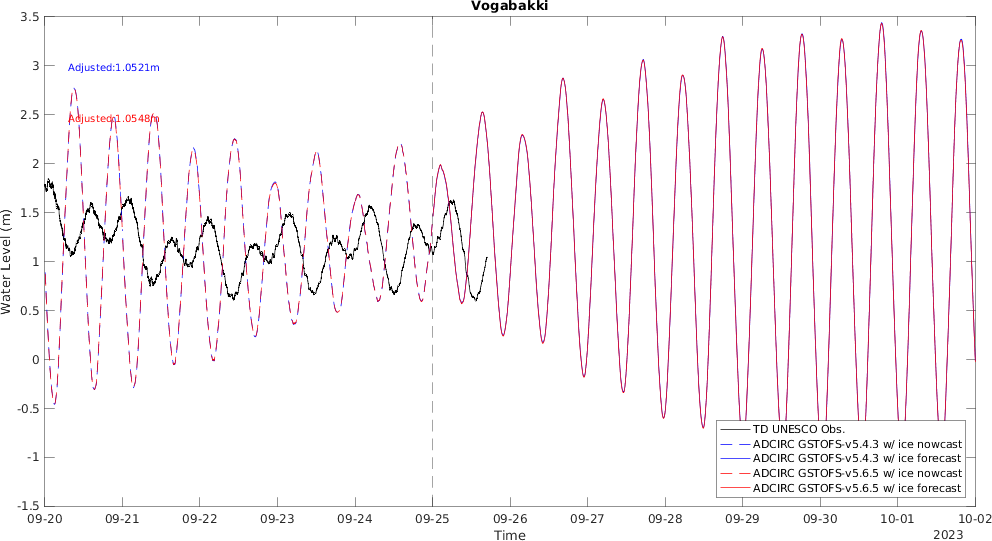 Vogabakki
3.5
3
2.5
2
1.5
1
0.5
0
-0.5
-1
-1.5
Water Level (m)
Adjusted:1.0521m
Adjusted:1.0548m
TD UNESCO Obs.
ADCIRC GSTOFS-v5.4.3 w/ ice nowcast
ADCIRC GSTOFS-v5.4.3 w/ ice forecast
ADCIRC GSTOFS-v5.6.5 w/ ice nowcast
ADCIRC GSTOFS-v5.6.5 w/ ice forecast
09-20 09-21 09-22 09-23 09-24 09-25 09-26 09-27 09-28 09-29 09-30 10-01 10-02
Time
2023